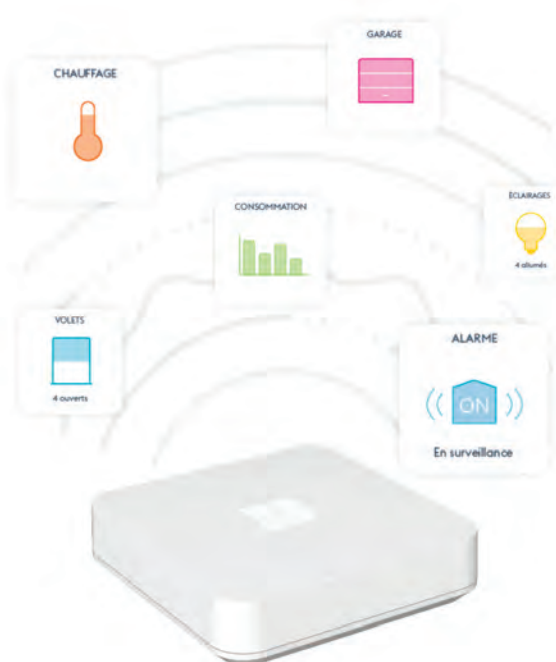 GARAGE
CHAUFFAGE
ÉCLAIRAGES
4 allumés
CONSOMMATION
VOLETS
4 ouverts
ALARME
ON
En surveillance